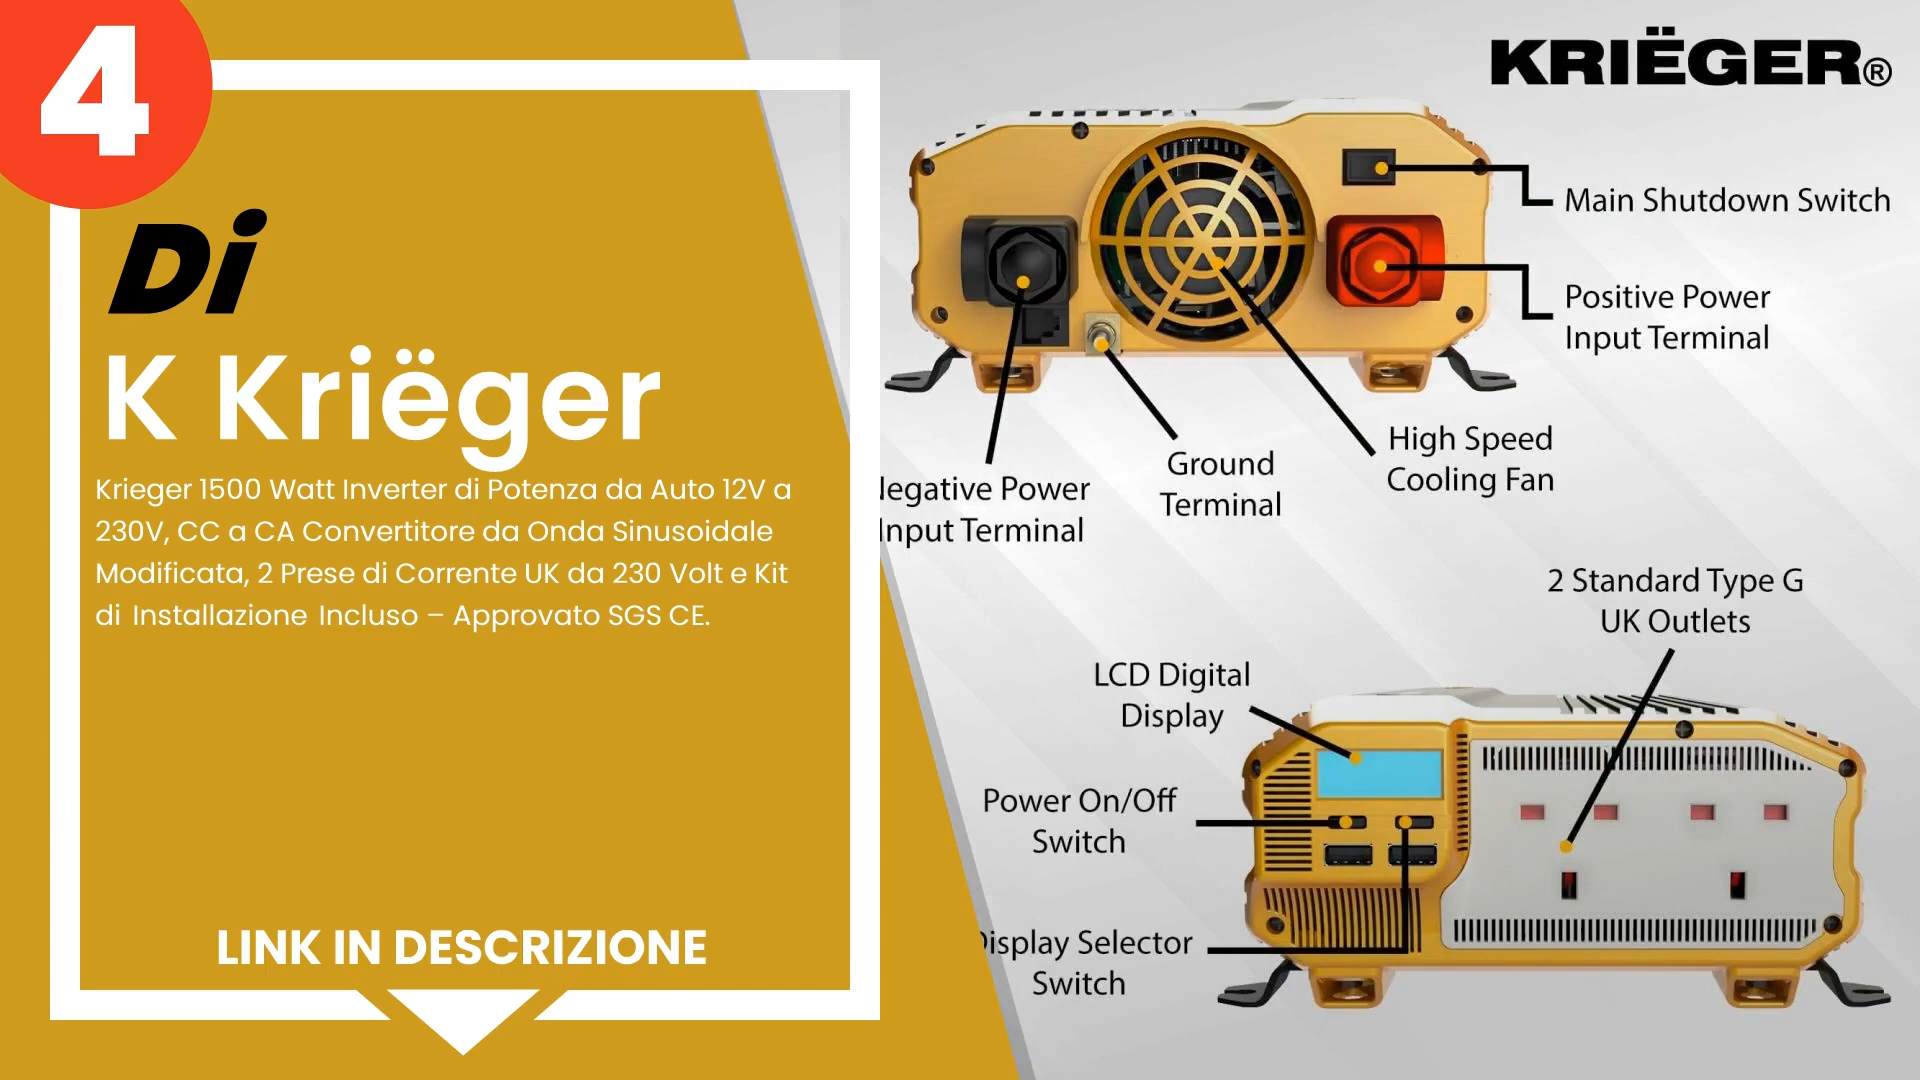 4
Di
K Kriëger
Krieger 1500 Watt Inverter di Potenza da Auto 12V a
230V, CC a CA Convertitore da Onda Sinusoidale
Modificata, 2 Prese di Corrente UK da 230 Volt e Kit
di Installazione Incluso – Approvato SGS CE.
LINK IN DESCRIZIONE
KRIËGER®
Main Shutdown Switch
Positive Power
Input Terminal
High Speed
Cooling Fan
Ground
Terminal
Negative Power
Input Terminal
2 Standard Type G
UK Outlets
LCD Digital
Display
Power On/Off
Switch
Display Selector
Switch